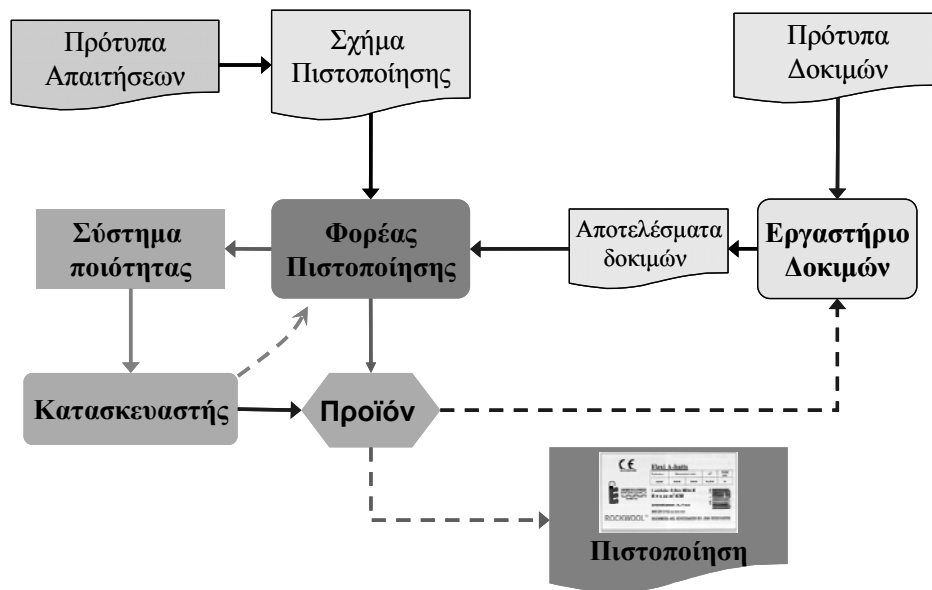 Πρότυπα
Απαιτήσεων
Σχήμα
Πιστοποίησης
Πρότυπα
Δοκιμών
Σύστημα
ποιότητας
Φορέας
Πιστοποίησης
Αποτελέσματα
δοκιμών
Εργαστήριο
Δοκιμών
Κατασκευαστής
Προϊόν
CE
ROCKWOOL
Πιστοποίηση